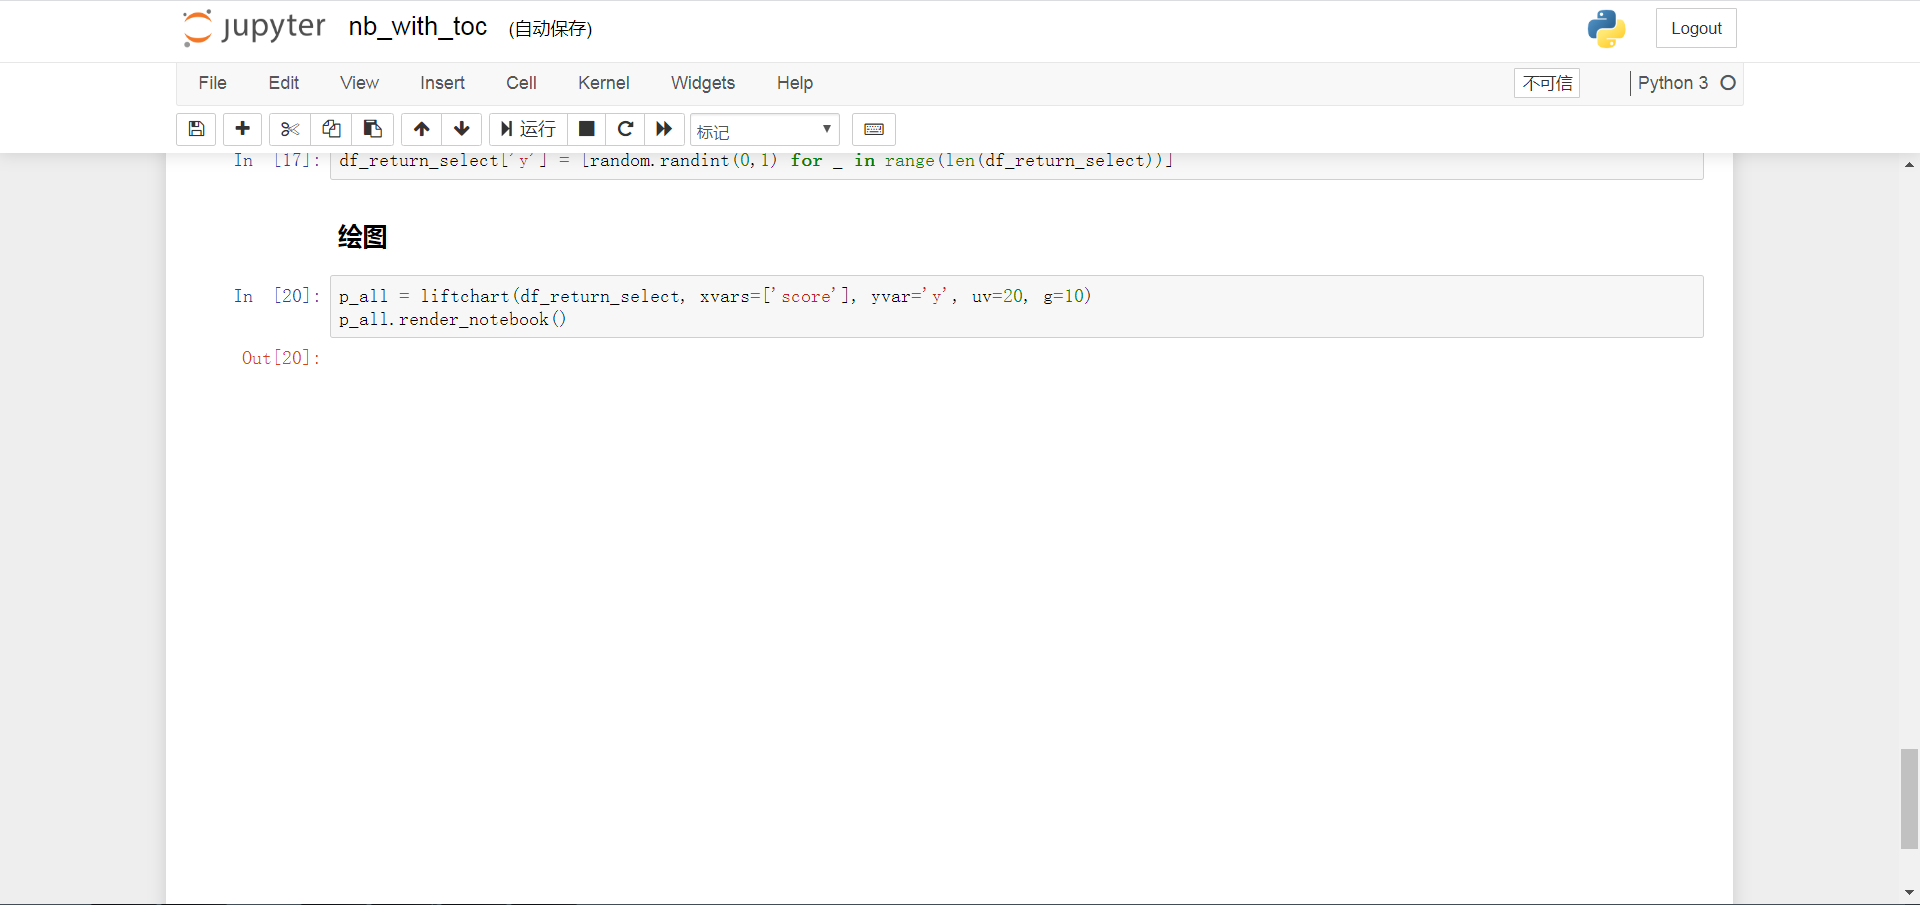 jupyter nb_with_toc (自动保存) Logout
File Edit View Insert Cell Kernel Widgets Help 不可信 Python 3
运行 标记
In [17]: df_return_select['y'] = [random.randint(0,1) for _ in range(len(df_return_select))]
绘图
In [20]: p_all = liftchart(df_return_select, xvars=['score'], yvar='y', uv=20, g=10)
p_all.render_notebook()
Out[20]: